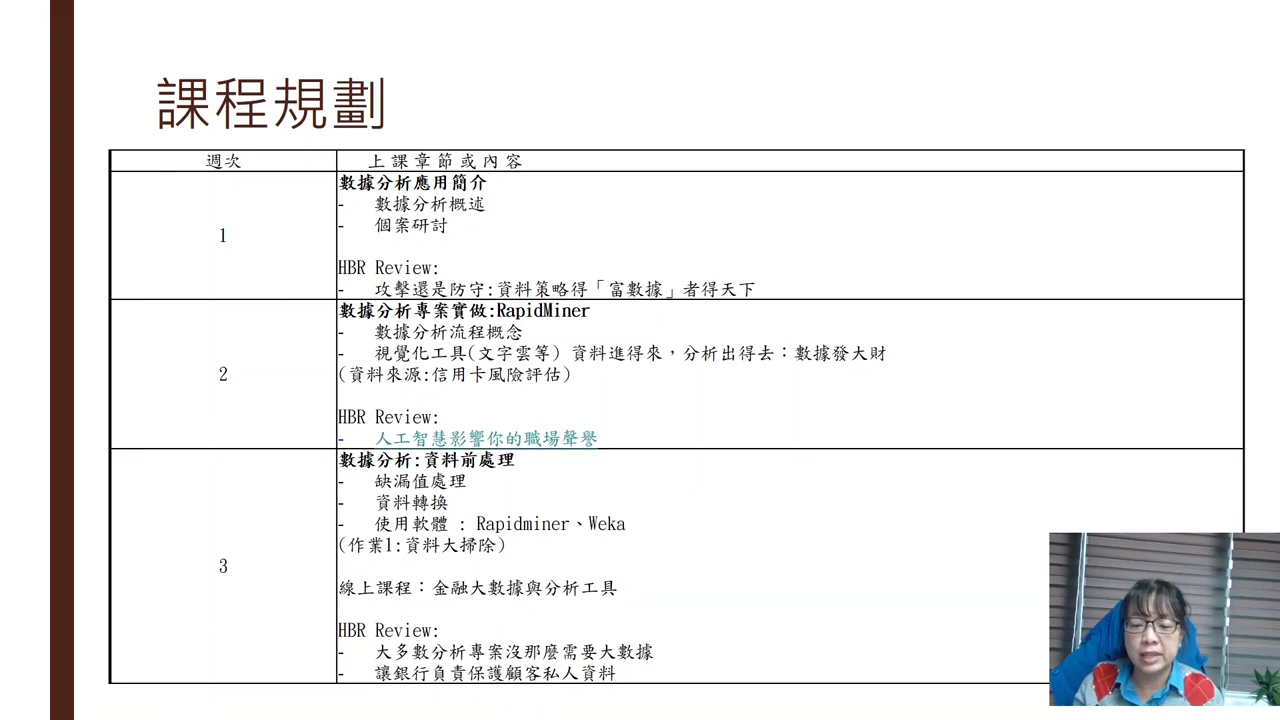 課程規劃
週次 上課章節或內容
1
數據分析應用簡介
- 數據分析概述
- 個案研討
HBR Review:
- 攻擊還是防守:資料策略得「富數據」者得天下
2
數據分析專案實做:RapidMiner
- 數據分析流程概念
- 視覺化工具(文字雲等) 資料進得來，分析出得去：數據發大財
(資料來源:信用卡風險評估)
HBR Review:
- 人工智慧影響你的職場聲譽
3
數據分析:資料前處理
- 缺漏值處理
- 資料轉換
- 使用軟體 : Rapidminer、Weka
(作業1:資料大掃除)
線上課程：金融大數據與分析工具
HBR Review:
- 大多數分析專案沒那麼需要大數據
- 讓銀行負責保護顧客私人資料